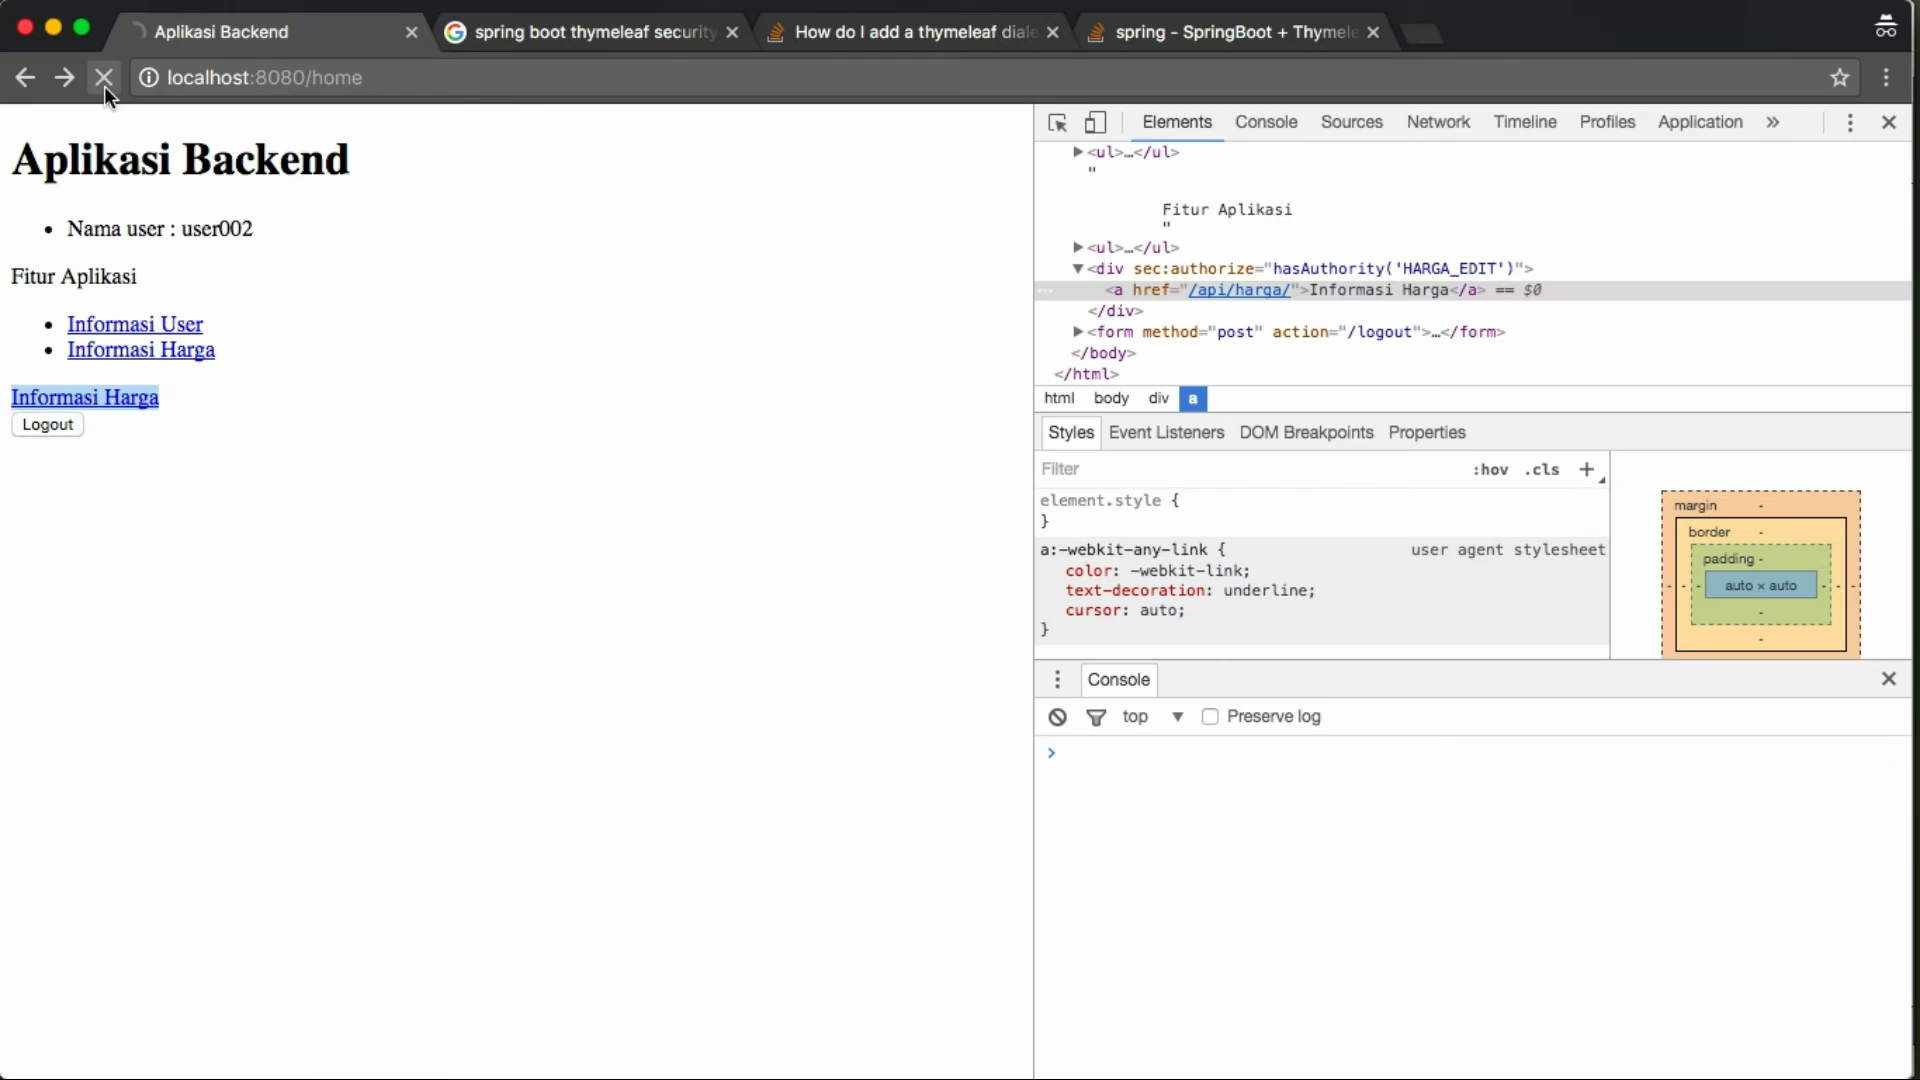 Aplikasi Backend
spring boot thymeleaf security
How do I add a thymeleaf diale
spring - SpringBoot + Thymele
localhost:8080/home
Aplikasi Backend
Nama user : user002
Fitur Aplikasi
Informasi User
Informasi Harga
Informasi Harga
Logout
Elements Console Sources Network Timeline Profiles Application »
▶<ul>…</ul>
"
Fitur Aplikasi
"
▶<ul>…</ul>
▼<div sec:authorize="hasAuthority('HARGA_EDIT')">
<a href="/api/harga/">Informasi Harga</a> == $0
</div>
▶<form method="post" action="/logout">…</form>
</body>
</html>
html body div a
Styles Event Listeners DOM Breakpoints Properties
Filter :hov .cls +
element.style {
}
a:-webkit-any-link { user agent stylesheet
color: -webkit-link;
text-decoration: underline;
cursor: auto;
}
margin -
border -
padding -
- - - auto × auto - - -
-
-
Console
top ▼ Preserve log
>